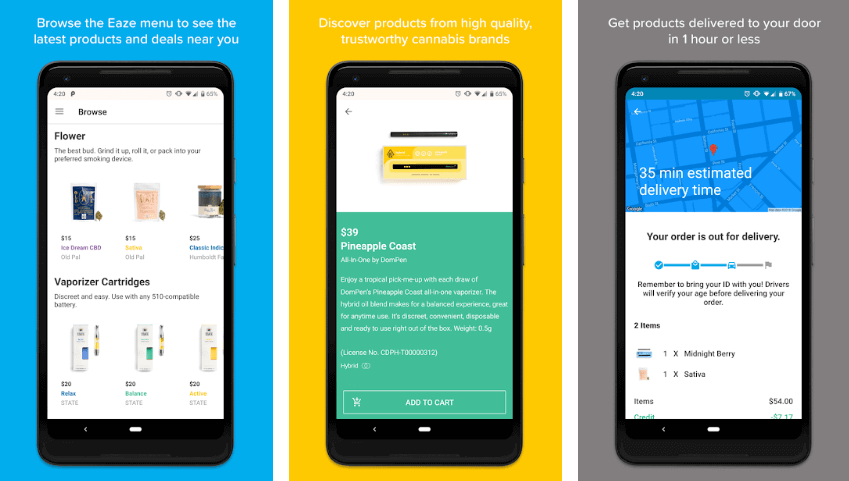 Browse the Eaze menu to see the
latest products and deals near you
4:20
65%
Browse
Flower
The best bud. Grind it up, roll it, or pack into your
preferred smoking device.
$15
$15
$25
Ice Dream CBD
Sativa
Classic Indic
Old Pal
Old Pal
Humboldt Fa
Vaporizer Cartridges
Discreet and easy. Use with any 510-compatible
battery.
$20
$20
$20
Relax
Balance
Active
STATE
STATE
STATE
Discover products from high quality,
trustworthy cannabis brands
4:20
65%
$39
Pineapple Coast
All-in-One by DomPen
Enjoy a tropical pick-me-up with each draw of
DomPen's Pineapple Coast all-in-one vaporizer. The
hybrid oil blend makes for a balanced experience, great
for anytime use. It's discreet, convenient, disposable
and ready to use right out of the box. Weight: 0.5g
(License No. CDPH-T00000312)
Hybrid
ADD TO CART
Get products delivered to your door
in 1 hour or less
4:20
67%
35 min estimated
delivery time
Google
Your order is out for delivery.
Remember to bring your ID with you! Drivers
will verify your age before delivering your
order.
2 Items
1 X Midnight Berry
1 X Sativa
Items $54.00
Credit -$7.17